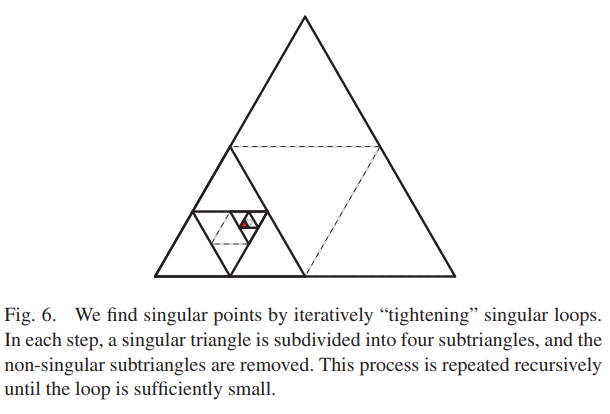 Fig. 6. We find singular points by iteratively “tightening” singular loops.
In each step, a singular triangle is subdivided into four subtriangles, and the
non-singular subtriangles are removed. This process is repeated recursively
until the loop is sufficiently small.